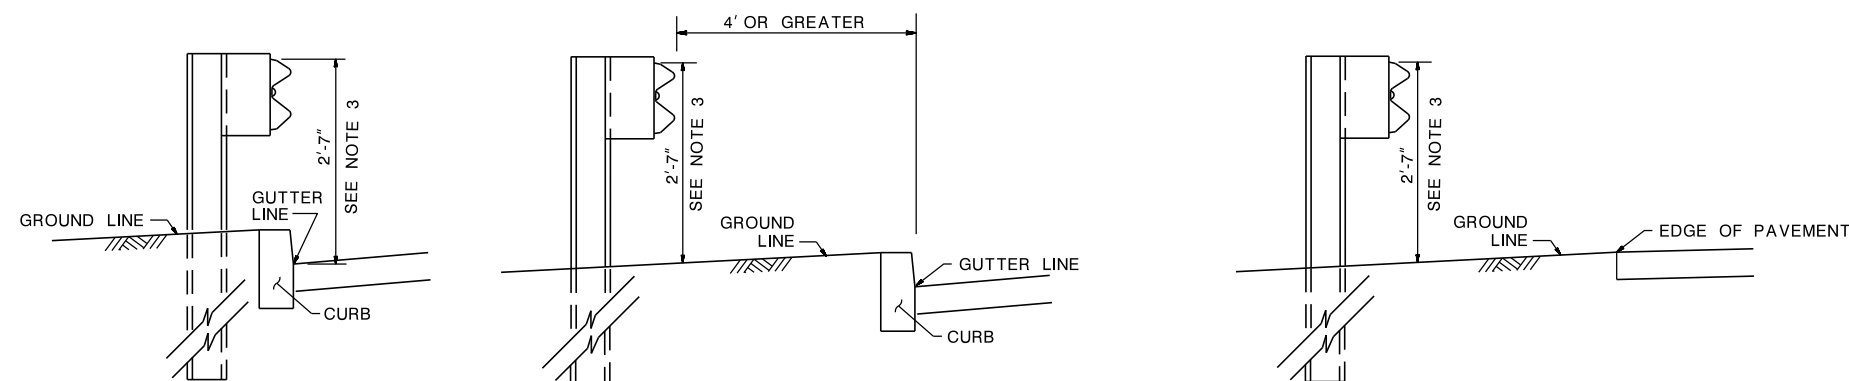 2'-7"
SEE NOTE 3
GUTTER
LINE
GROUND LINE
CURB
4' OR GREATER
2'-7"
SEE NOTE 3
GROUND
LINE
GUTTER LINE
CURB
2'-7"
SEE NOTE 3
GROUND
LINE
EDGE OF PAVEMENT